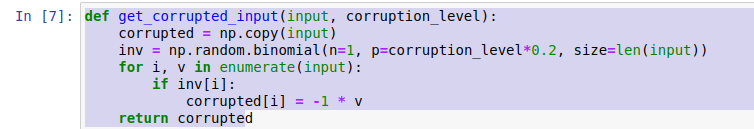 In [7]: def get_corrupted_input(input, corruption_level):
    corrupted = np.copy(input)
    inv = np.random.binomial(n=1, p=corruption_level*0.2, size=len(input))
    for i, v in enumerate(input):
        if inv[i]:
            corrupted[i] = -1 * v
    return corrupted